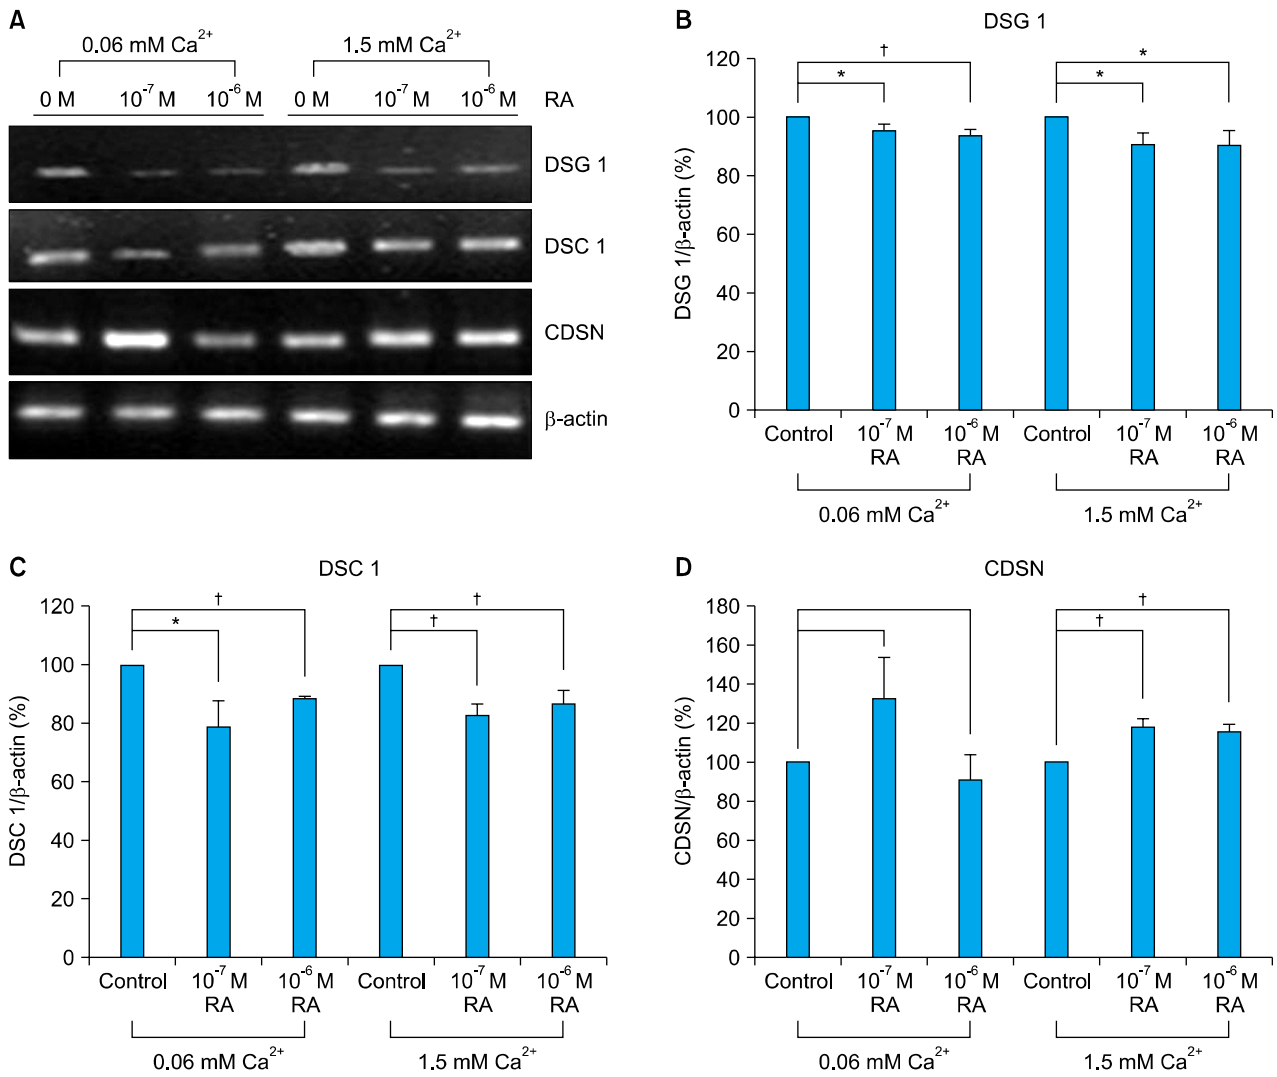 A
0.06 mM Ca²⁺ 1.5 mM Ca²⁺
0 M 10⁻⁷ M 10⁻⁶ M 0 M 10⁻⁷ M 10⁻⁶ M RA
DSG 1
DSC 1
CDSN
β-actin
B
DSG 1
DSG 1/β-actin (%)
120
100
80
60
40
20
0
† * * *
Control 10⁻⁷ M 10⁻⁶ M Control 10⁻⁷ M 10⁻⁶ M
RA RA RA RA
0.06 mM Ca²⁺ 1.5 mM Ca²⁺
C
DSC 1
DSC 1/β-actin (%)
120
100
80
60
40
20
0
† †
* †
Control 10⁻⁷ M 10⁻⁶ M Control 10⁻⁷ M 10⁻⁶ M
RA RA RA RA
0.06 mM Ca²⁺ 1.5 mM Ca²⁺
D
CDSN
CDSN/β-actin (%)
180
160
140
120
100
80
60
40
20
0
†
†
Control 10⁻⁷ M 10⁻⁶ M Control 10⁻⁷ M 10⁻⁶ M
RA RA RA RA
0.06 mM Ca²⁺ 1.5 mM Ca²⁺